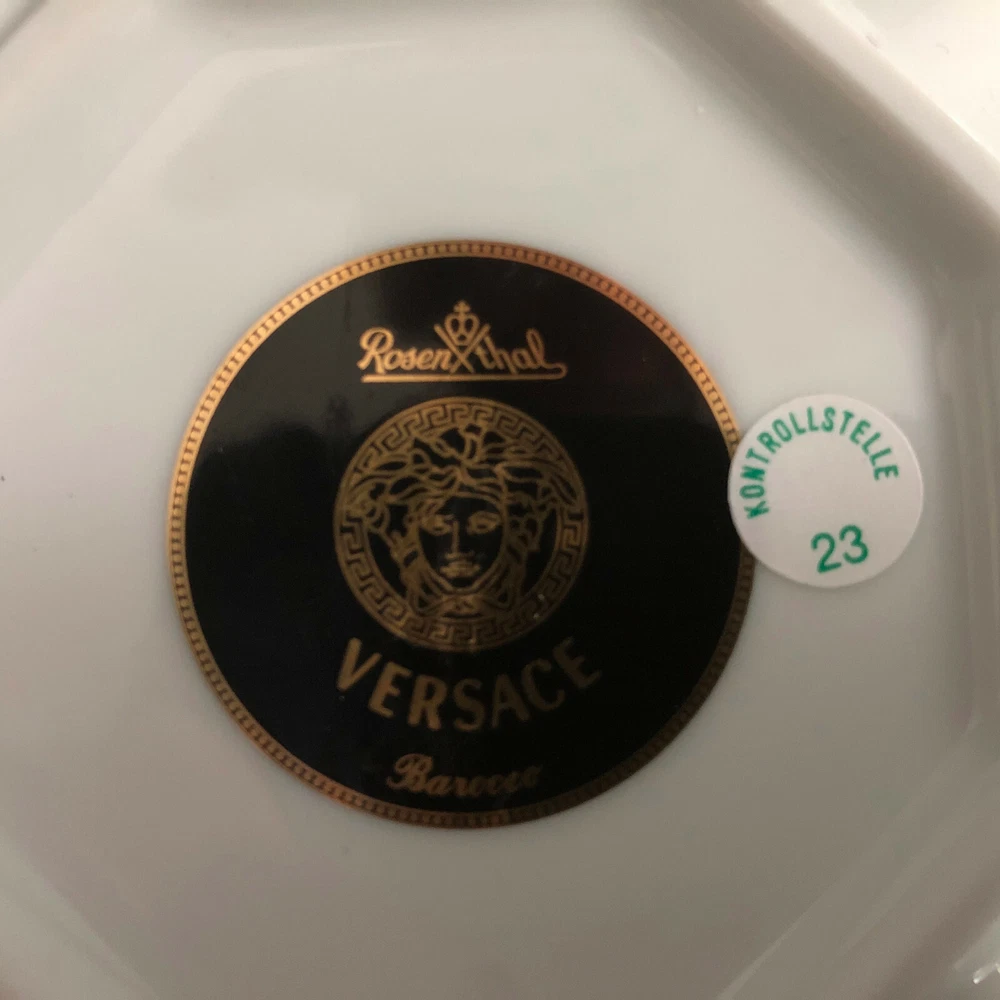 Rosenthal
VERSACE
Barocco
KONTROLLSTELLE
23